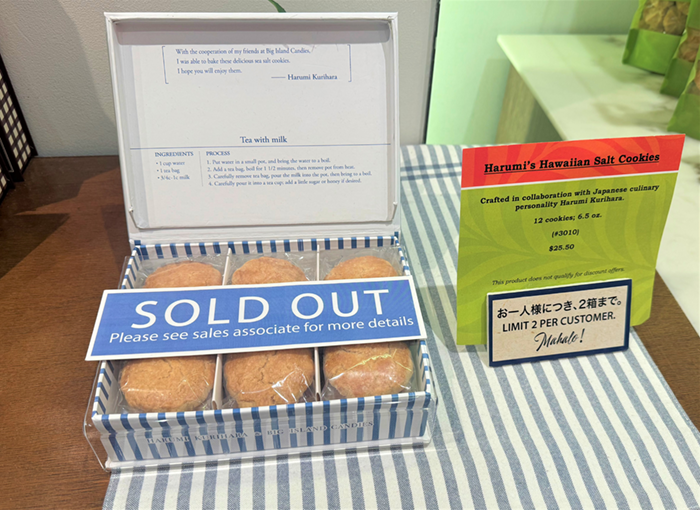 With the cooperation of my friends at Big Island Candies,
I was able to bake these delicious tea salt cookies.
I hope you will enjoy them.
—— Harumi Kurihara
Tea with milk
INGREDIENTS
• 1 cup water
• 1 tea bag
milk
PROCESS
1. Put water in a small pot, and bring the water to a boil.
2. Add a tea bag, boil for 1 1/2 minutes, then remove pot from heat.
3. Carefully remove tea bag, pour the milk into the pot, then bring to a boil.
4. Carefully pour it into a tea cup; add a little sugar or honey if desired.
SOLD OUT
Please see sales associate for more details
HARUMI KURIHARA & BIG ISLAND CANDIES
Harumi's Hawaiian Salt Cookies
Crafted in collaboration with Japanese culinary
personality Harumi Kurihara.
12 cookies; 6.5 oz.
(#3010)
$25.50
This product does not qualify for discount offers.
お一人様につき、2箱まで。
LIMIT 2 PER CUSTOMER.
Mahalo!